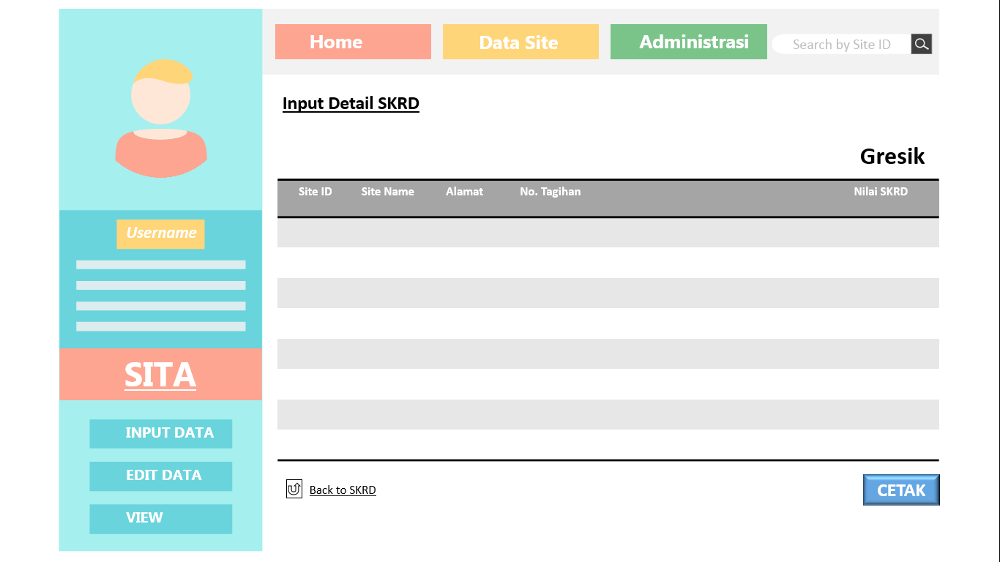 Home
Data Site
Administrasi
Search by Site ID
Input Detail SKRD
Gresik
Site ID Site Name Alamat No. Tagihan Nilai SKRD
Username
SITA
INPUT DATA
EDIT DATA
VIEW
Back to SKRD
CETAK